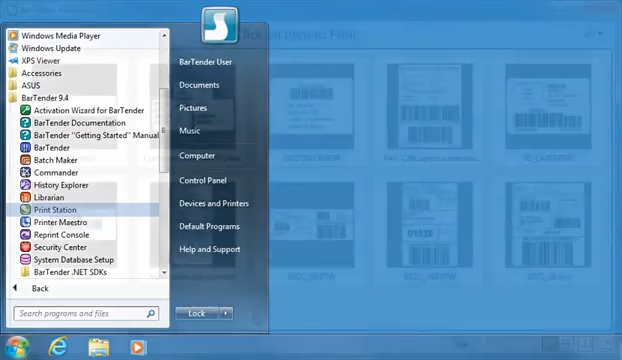 Click on Item to Print
Windows Media Player
Windows Update
XPS Viewer
Accessories
ASUS
BarTender 9.4
Activation Wizard for BarTender
BarTender Documentation
BarTender "Getting Started" Manual
BarTender
Batch Maker
Commander
History Explorer
Librarian
Print Station
Printer Maestro
Reprint Console
Security Center
System Database Setup
BarTender .NET SDKs
Back
Search programs and files
BarTender User
Documents
Pictures
Music
Computer
Control Panel
Devices and Printers
Default Programs
Help and Support
Lock